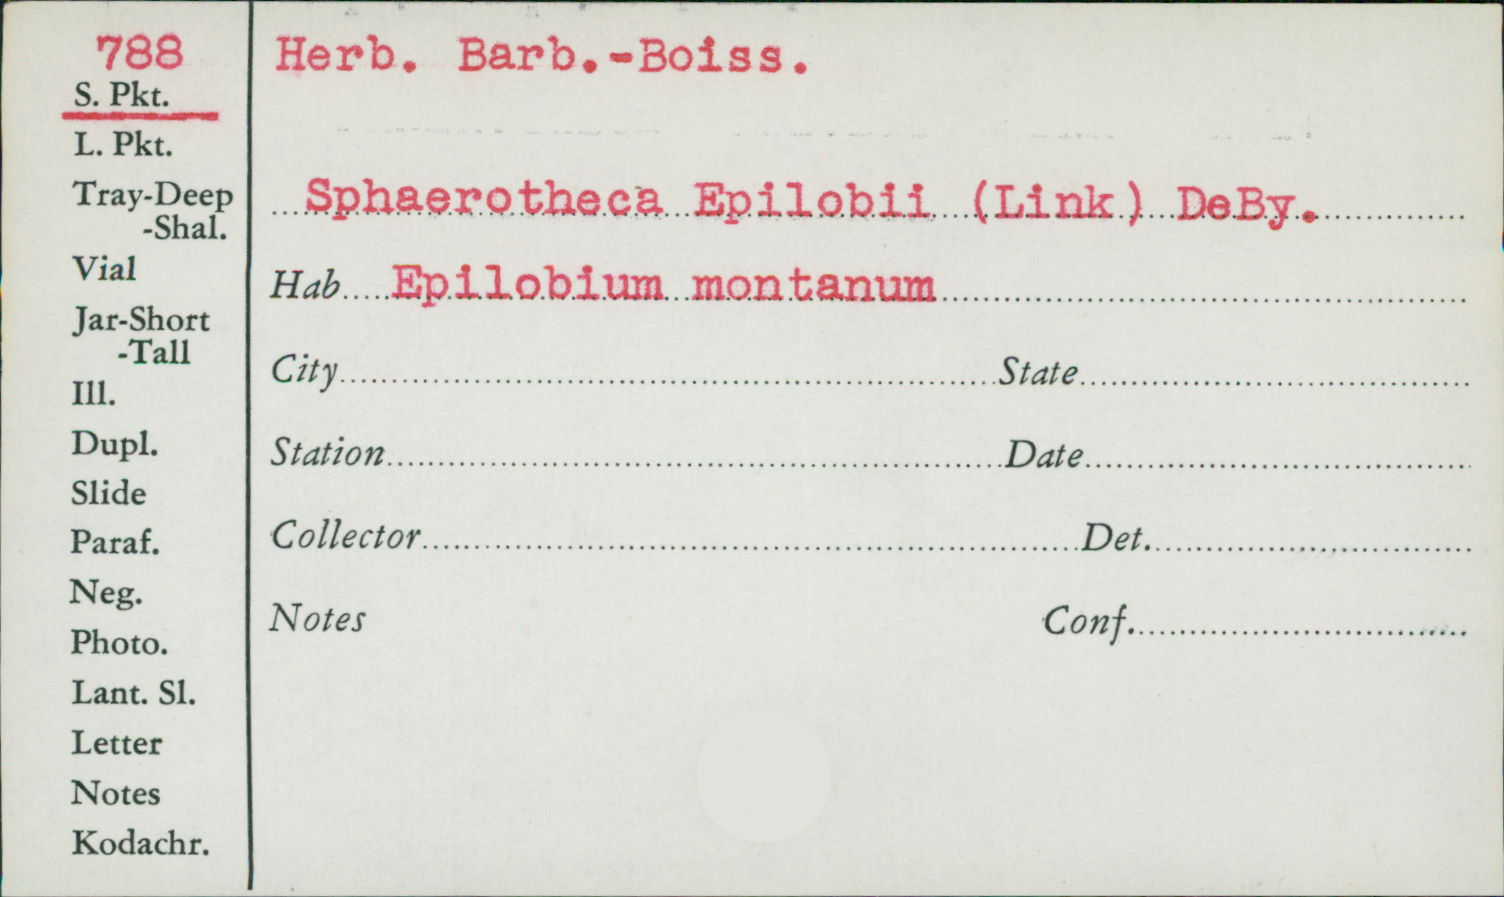 788
S. Pkt.
L. Pkt.
Tray-Deep
-Shal.
Vial
Jar-Short
-Tall
Ill.
Dupl.
Slide
Paraf.
Neg.
Photo.
Lant. Sl.
Letter
Notes
Kodachr.
Herb. Barb.-Boiss.
Sphaerotheca Epilobii (Link) DeBy.
Hab Epilobium montanum
City State
Station Date
Collector Det.
Notes Conf.